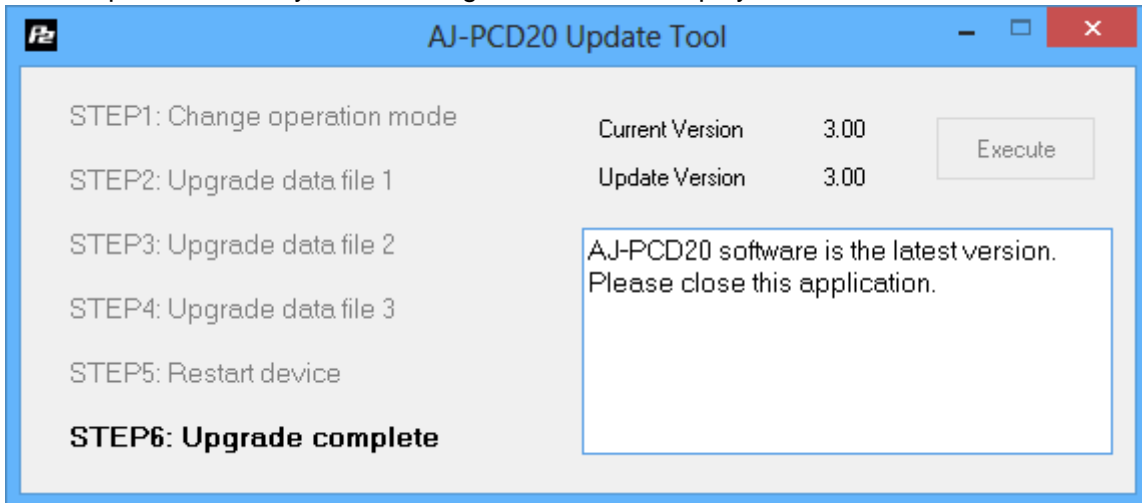 P2
AJ-PCD20 Update Tool
STEP1: Change operation mode
STEP2: Upgrade data file 1
STEP3: Upgrade data file 2
STEP4: Upgrade data file 3
STEP5: Restart device
STEP6: Upgrade complete
Current Version 3.00
Update Version 3.00
Execute
AJ-PCD20 software is the latest version.
Please close this application.